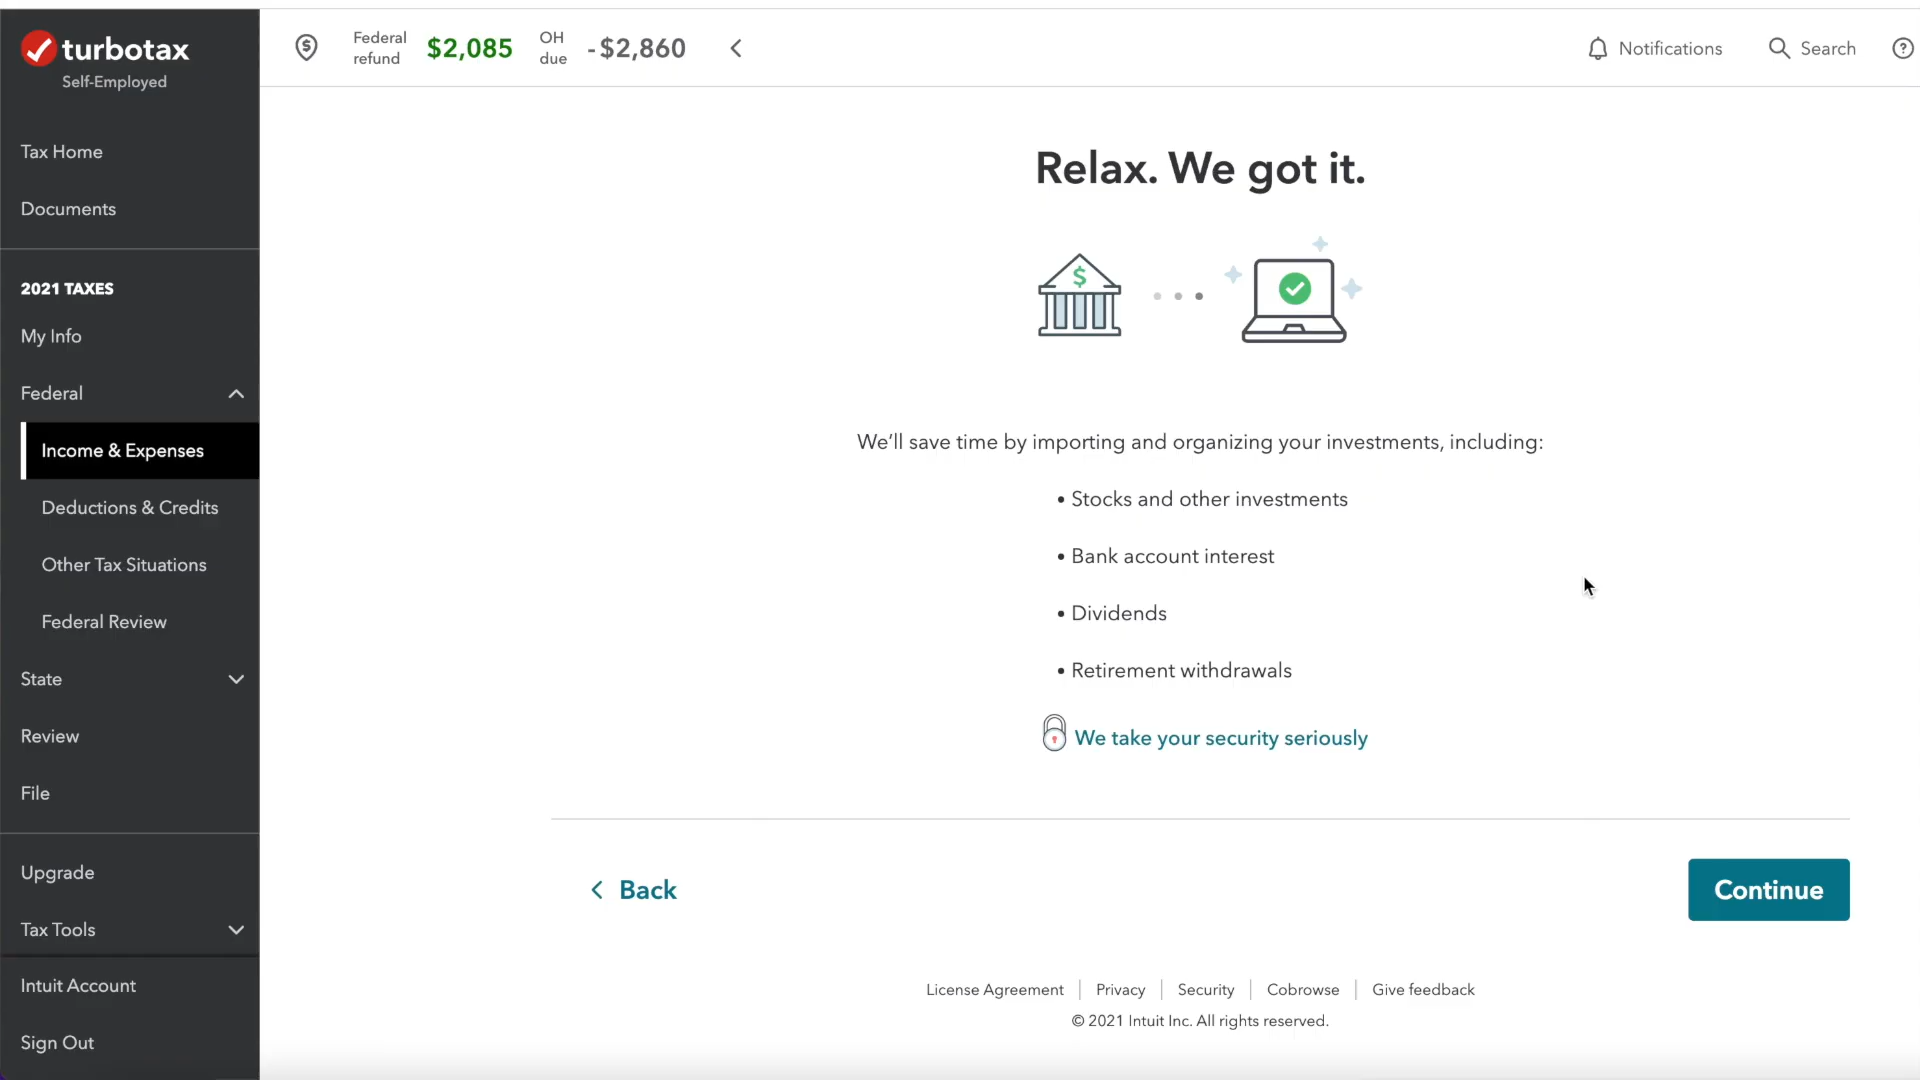 turbotax
Self-Employed
Tax Home
Documents
2021 TAXES
My Info
Federal
Income & Expenses
Deductions & Credits
Other Tax Situations
Federal Review
State
Review
File
Upgrade
Tax Tools
Intuit Account
Sign Out
Federal refund $2,085 OH due -$2,860
Notifications
Search
Relax. We got it.
$
We'll save time by importing and organizing your investments, including:
• Stocks and other investments
• Bank account interest
• Dividends
• Retirement withdrawals
We take your security seriously
Back
Continue
License Agreement | Privacy | Security | Cobrowse | Give feedback
© 2021 Intuit Inc. All rights reserved.